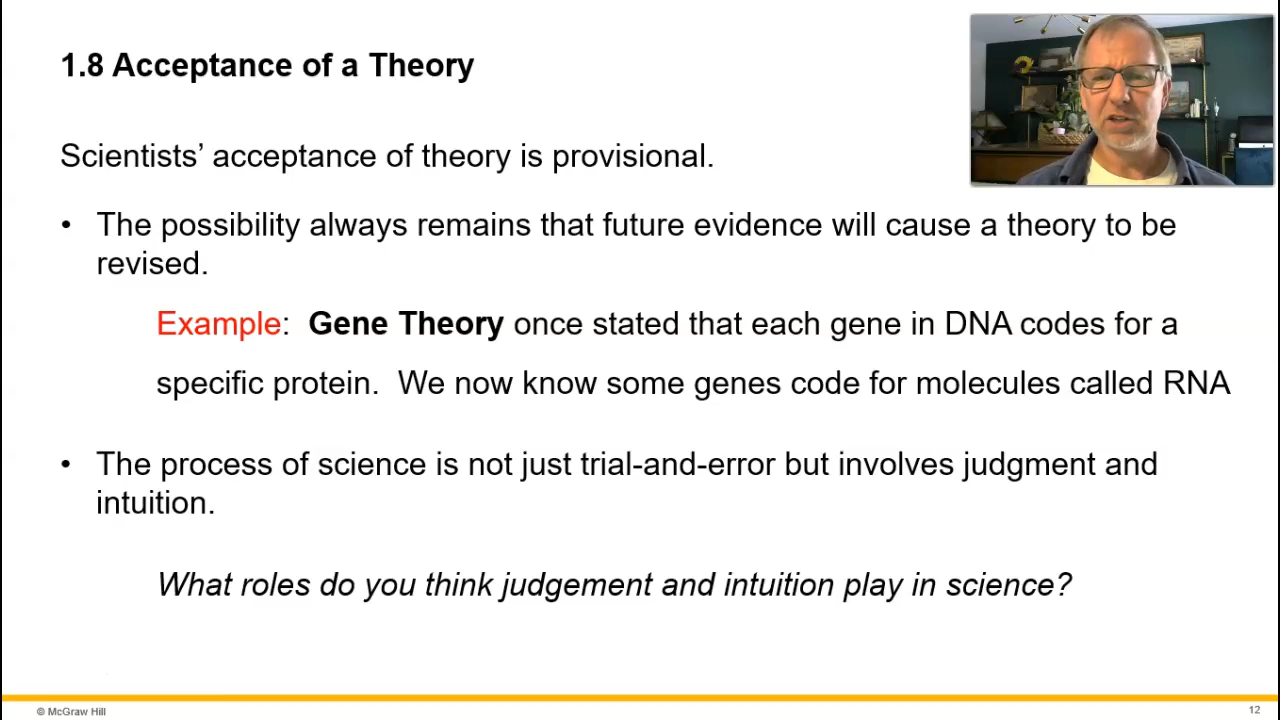 1.8 Acceptance of a Theory
Scientists’ acceptance of theory is provisional.
• The possibility always remains that future evidence will cause a theory to be
revised.
Example: Gene Theory once stated that each gene in DNA codes for a
specific protein. We now know some genes code for molecules called RNA
• The process of science is not just trial-and-error but involves judgment and
intuition.
What roles do you think judgement and intuition play in science?
© McGraw Hill
12